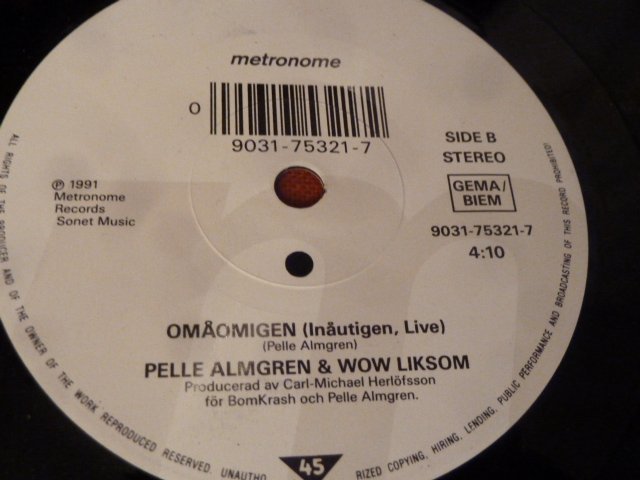 metronome
0
9031-75321-7
SIDE B
STEREO
GEMA/
BIEM
9031-75321-7
4:10
℗ 1991
Metronome
Records
Sonet Music
OMÅOMIGEN (Inåutigen, Live)
(Pelle Almgren)
PELLE ALMGREN & WOW LIKSOM
Producerad av Carl-Michael Herlöfsson
för BomKrash och Pelle Almgren.
45
ALL RIGHTS OF THE PRODUCER AND OF THE OWNER OF THE WORK REPRODUCED RESERVED. UNAUTHO RIZED COPYING, HIRING, LENDING, PUBLIC PERFORMANCE AND BROADCASTING OF THIS RECORD PROHIBITED!